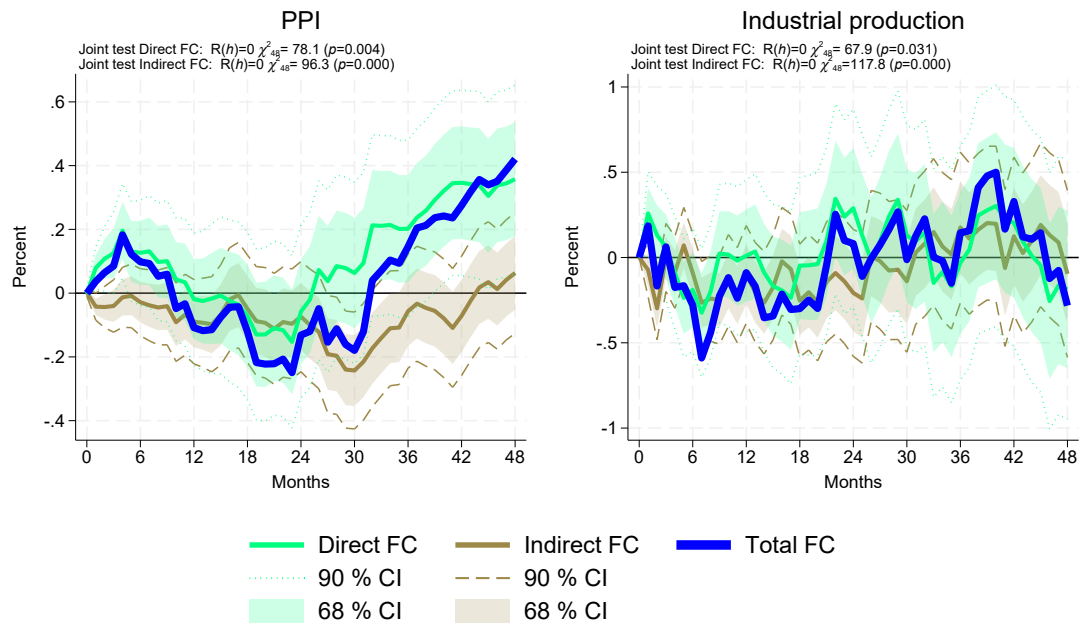 PPI
Joint test Direct FC:  R(h)=0 χ²₄₈= 78.1 (p=0.004)
Joint test Indirect FC:  R(h)=0 χ²₄₈= 96.3 (p=0.000)
.6
.4
.2
0
-.2
-.4
Percent
0 6 12 18 24 30 36 42 48
Months
Industrial production
Joint test Direct FC:  R(h)=0 χ²₄₈= 67.9 (p=0.031)
Joint test Indirect FC:  R(h)=0 χ²₄₈=117.8 (p=0.000)
1
.5
0
-.5
-1
Percent
0 6 12 18 24 30 36 42 48
Months
Direct FC Indirect FC Total FC
90 % CI 90 % CI
68 % CI 68 % CI